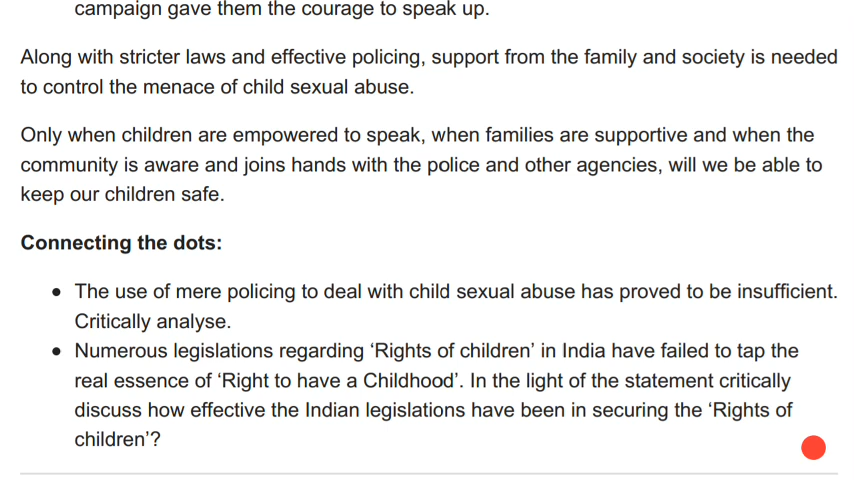 campaign gave them the courage to speak up.
Along with stricter laws and effective policing, support from the family and society is needed
to control the menace of child sexual abuse.
Only when children are empowered to speak, when families are supportive and when the
community is aware and joins hands with the police and other agencies, will we be able to
keep our children safe.
Connecting the dots:
• The use of mere policing to deal with child sexual abuse has proved to be insufficient.
Critically analyse.
• Numerous legislations regarding ‘Rights of children’ in India have failed to tap the
real essence of ‘Right to have a Childhood’. In the light of the statement critically
discuss how effective the Indian legislations have been in securing the ‘Rights of
children’?